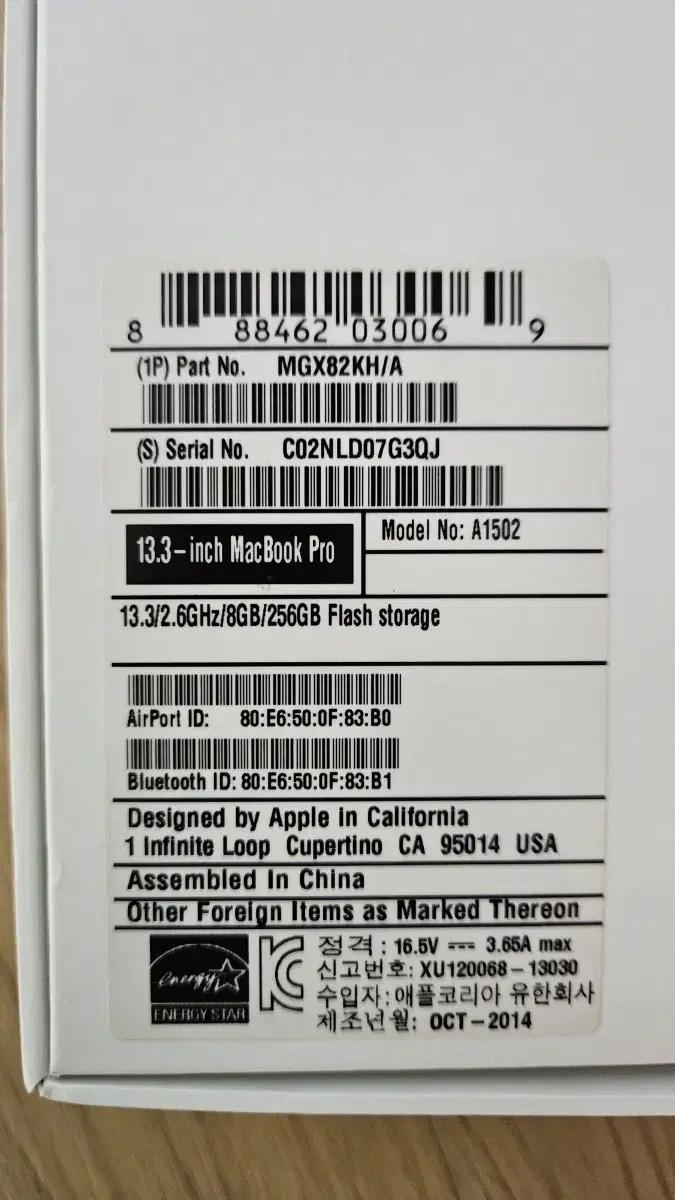 8 88462 03006 9
(1P) Part No. MGX82KH/A
(S) Serial No. C02NLD07G3QJ
13.3-inch MacBook Pro
Model No: A1502
13.3/2.6GHz/8GB/256GB Flash storage
AirPort ID: 80:E6:50:0F:83:B0
Bluetooth ID: 80:E6:50:0F:83:B1
Designed by Apple in California
1 Infinite Loop Cupertino CA 95014 USA
Assembled In China
Other Foreign Items as Marked Thereon
energy
ENERGY STAR
정격: 16.5V ⎓ 3.65A max
신고번호: XU120068-13030
수입자: 애플코리아 유한회사
제조년월: OCT-2014